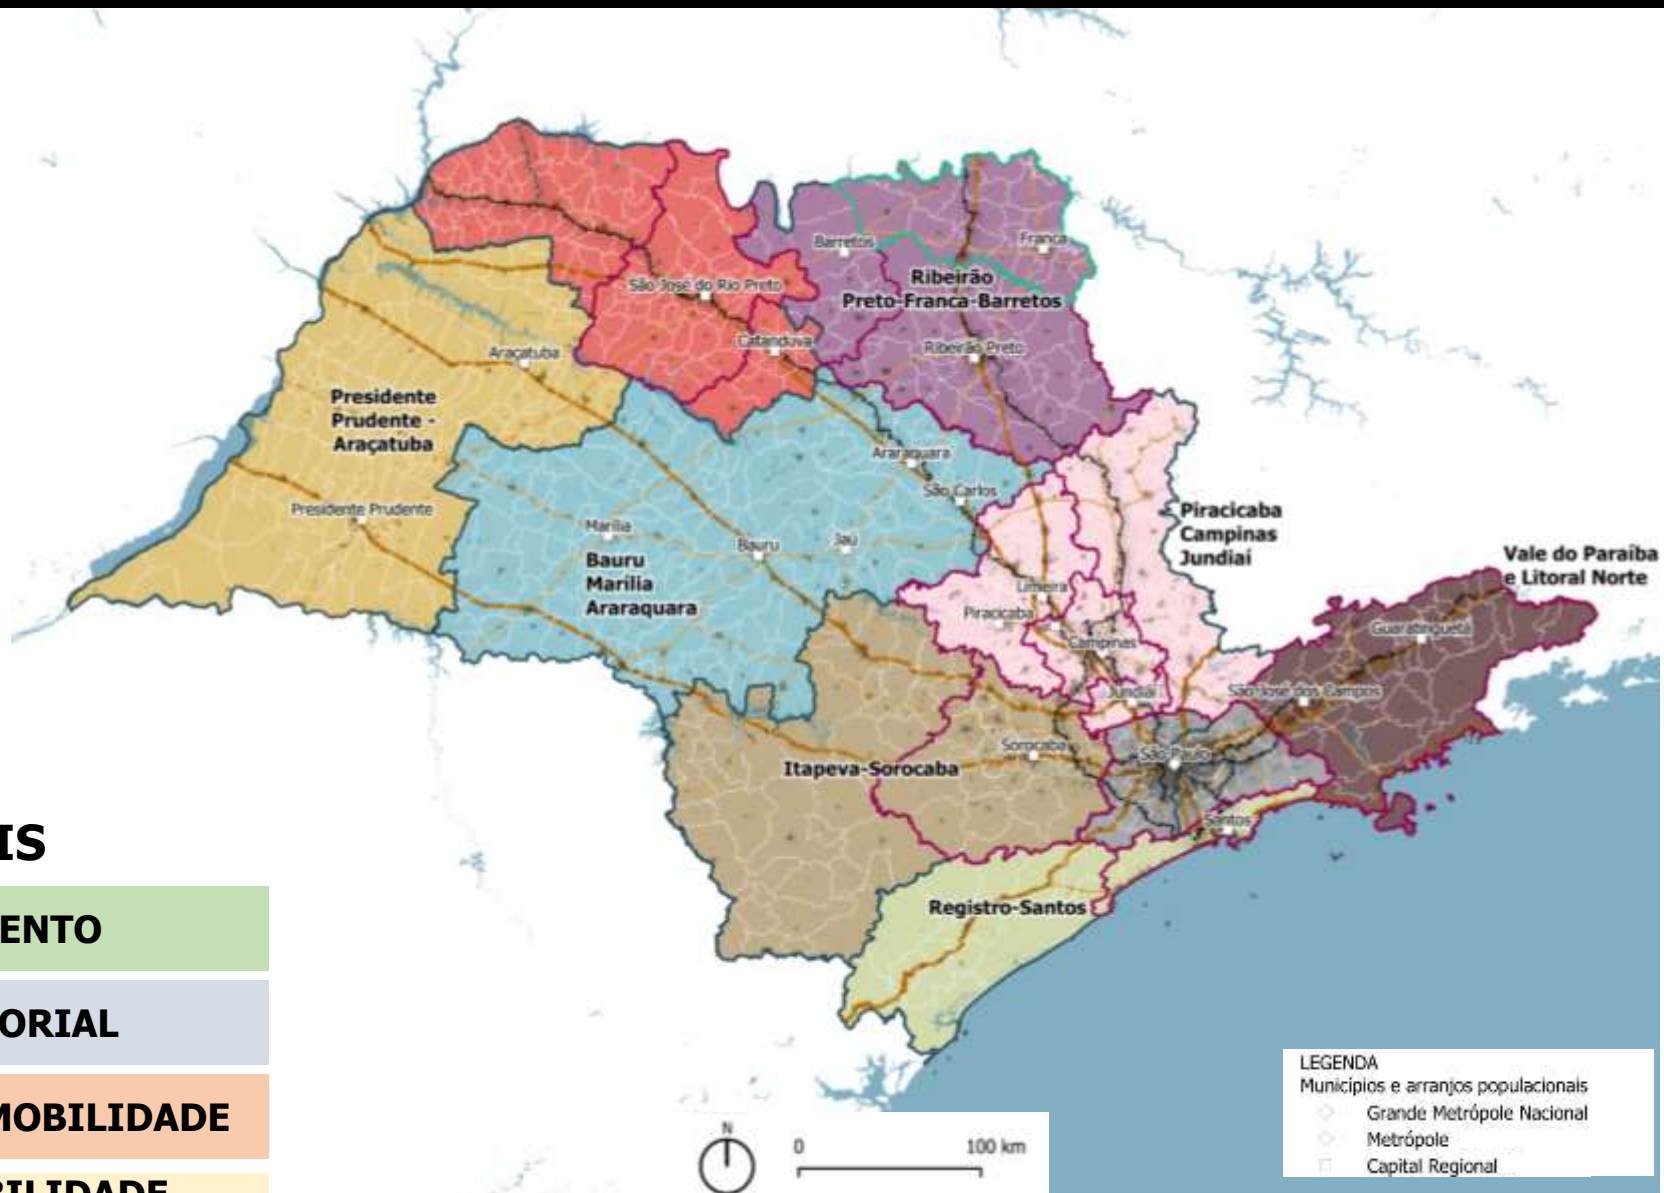 Barretos
Franca
Ribeirão
Preto-Franca-Barretos
São José do Rio Preto
Catanduva
Ribeirão Preto
Araçatuba
Presidente
Prudente -
Araçatuba
Araraquara
São Carlos
Presidente Prudente
Marília
Bauru
Jaú
Bauru
Marília
Araraquara
Piracicaba
Campinas
Jundiaí
Vale do Paraíba
e Litoral Norte
Limeira
Piracicaba
Campinas
Guaratinguetá
Jundiaí
São José dos Campos
Sorocaba
São Paulo
Itapeva-Sorocaba
Santos
Registro-Santos
IS
ENTO
ORIAL
MOBILIDADE
BILIDADE
N
0 100 km
LEGENDA
Municípios e arranjos populacionais
Grande Metrópole Nacional
Metrópole
Capital Regional